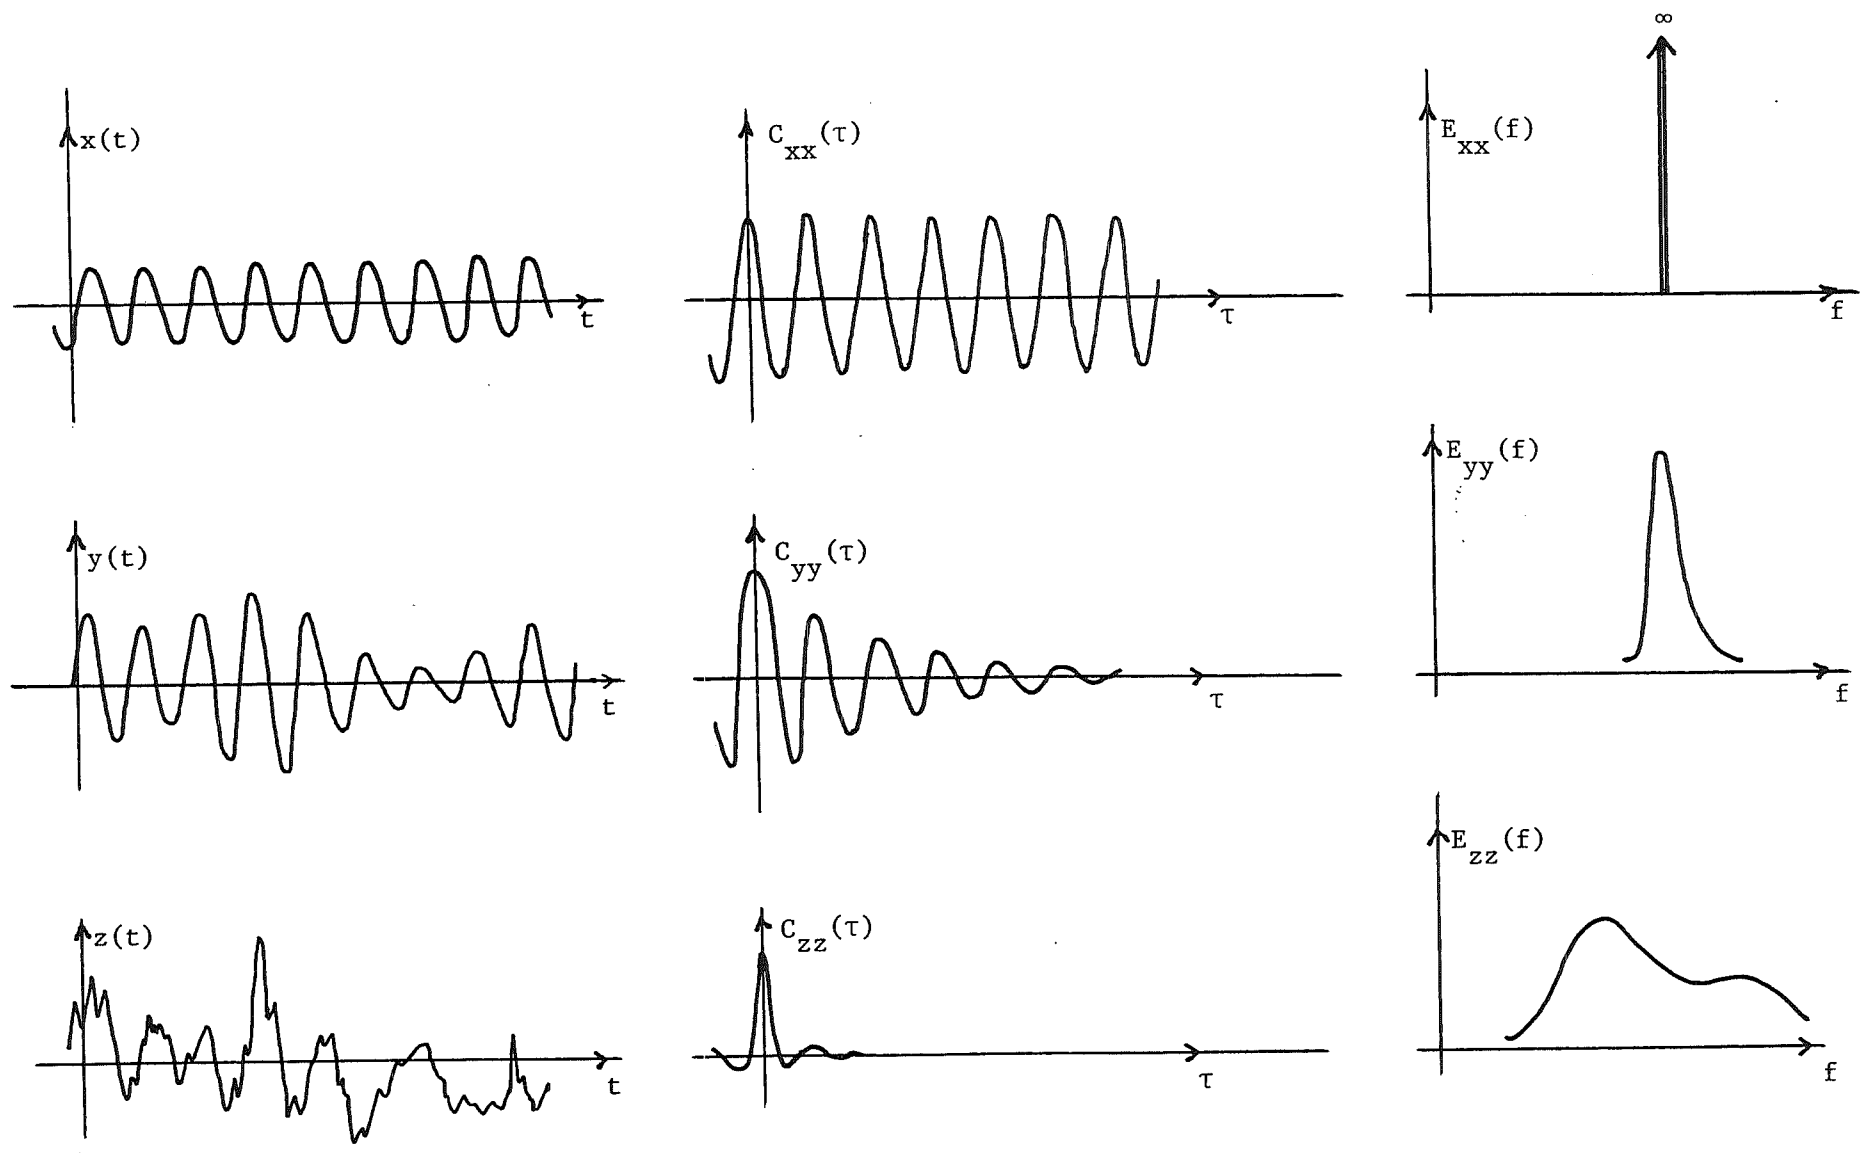 x(t)
t
C_xx(τ)
τ
∞
E_xx(f)
f
y(t)
t
C_yy(τ)
τ
E_yy(f)
f
z(t)
t
C_zz(τ)
τ
E_zz(f)
f